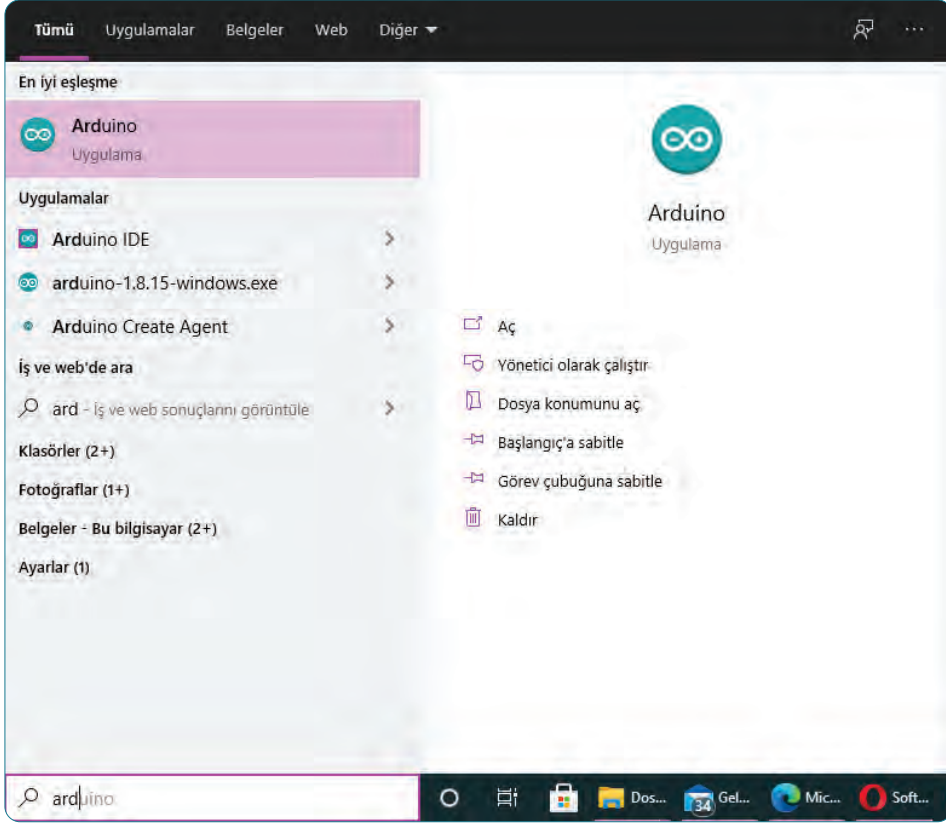 Tümü Uygulamalar Belgeler Web Diğer
En iyi eşleşme
Arduino
Uygulama
Uygulamalar
Arduino IDE
arduino-1.8.15-windows.exe
Arduino Create Agent
İş ve web'de ara
ard - İş ve web sonuçlarını görüntüle
Klasörler (2+)
Fotoğraflar (1+)
Belgeler - Bu bilgisayar (2+)
Ayarlar (1)
Arduino
Uygulama
Aç
Yönetici olarak çalıştır
Dosya konumunu aç
Başlangıç'a sabitle
Görev çubuğuna sabitle
Kaldır
arduino
34
Dos... Gel... Mic... Soft...